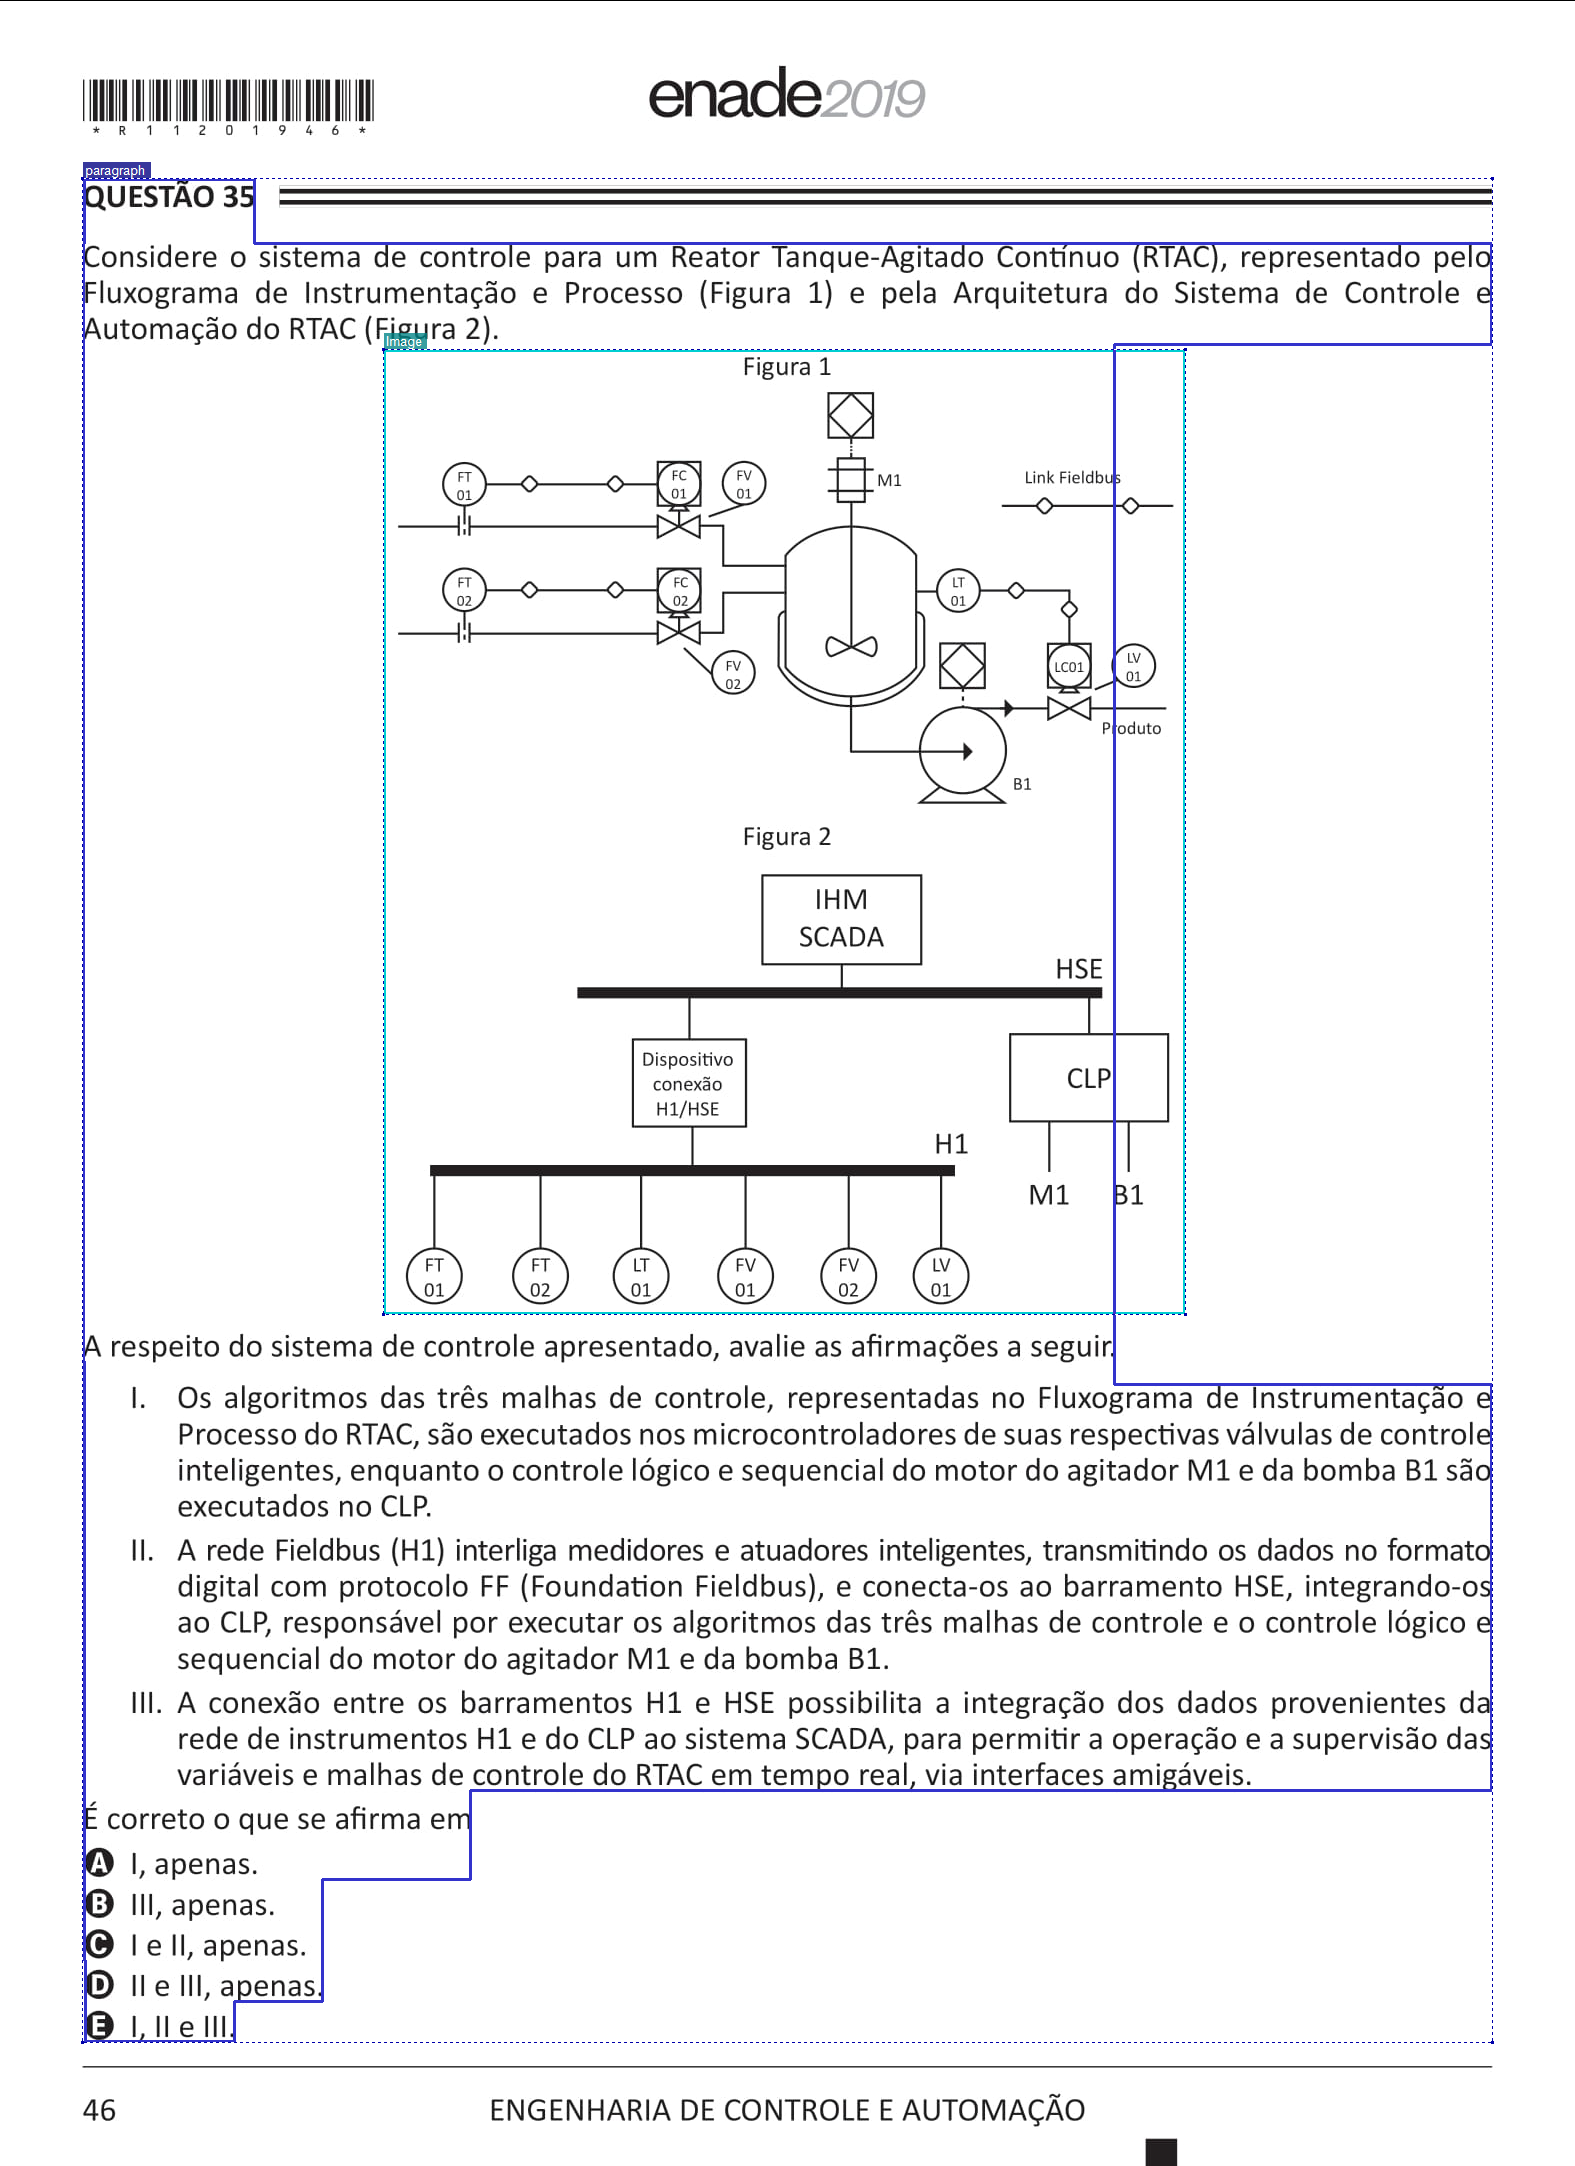 *R11201946*
enade2019
paragraph
QUESTÃO 35
Considere o sistema de controle para um Reator Tanque-Agitado Contínuo (RTAC), representado pelo
Fluxograma de Instrumentação e Processo (Figura 1) e pela Arquitetura do Sistema de Controle e
Automação do RTAC (Figura 2).
Image
Figura 1
FT
01
FC
01
FV
01
M1
Link Fieldbus
FT
02
FC
02
FV
02
LT
01
LC01
LV
01
Produto
B1
Figura 2
IHM
SCADA
HSE
Dispositivo
conexão
H1/HSE
CLP
H1
M1
B1
FT
01
FT
02
LT
01
FV
01
FV
02
LV
01
A respeito do sistema de controle apresentado, avalie as afirmações a seguir.
I. Os algoritmos das três malhas de controle, representadas no Fluxograma de Instrumentação e
Processo do RTAC, são executados nos microcontroladores de suas respectivas válvulas de controle
inteligentes, enquanto o controle lógico e sequencial do motor do agitador M1 e da bomba B1 são
executados no CLP.
II. A rede Fieldbus (H1) interliga medidores e atuadores inteligentes, transmitindo os dados no formato
digital com protocolo FF (Foundation Fieldbus), e conecta-os ao barramento HSE, integrando-os
ao CLP, responsável por executar os algoritmos das três malhas de controle e o controle lógico e
sequencial do motor do agitador M1 e da bomba B1.
III. A conexão entre os barramentos H1 e HSE possibilita a integração dos dados provenientes da
rede de instrumentos H1 e do CLP ao sistema SCADA, para permitir a operação e a supervisão das
variáveis e malhas de controle do RTAC em tempo real, via interfaces amigáveis.
É correto o que se afirma em
A I, apenas.
B III, apenas.
C I e II, apenas.
D II e III, apenas.
E I, II e III.
46
ENGENHARIA DE CONTROLE E AUTOMAÇÃO